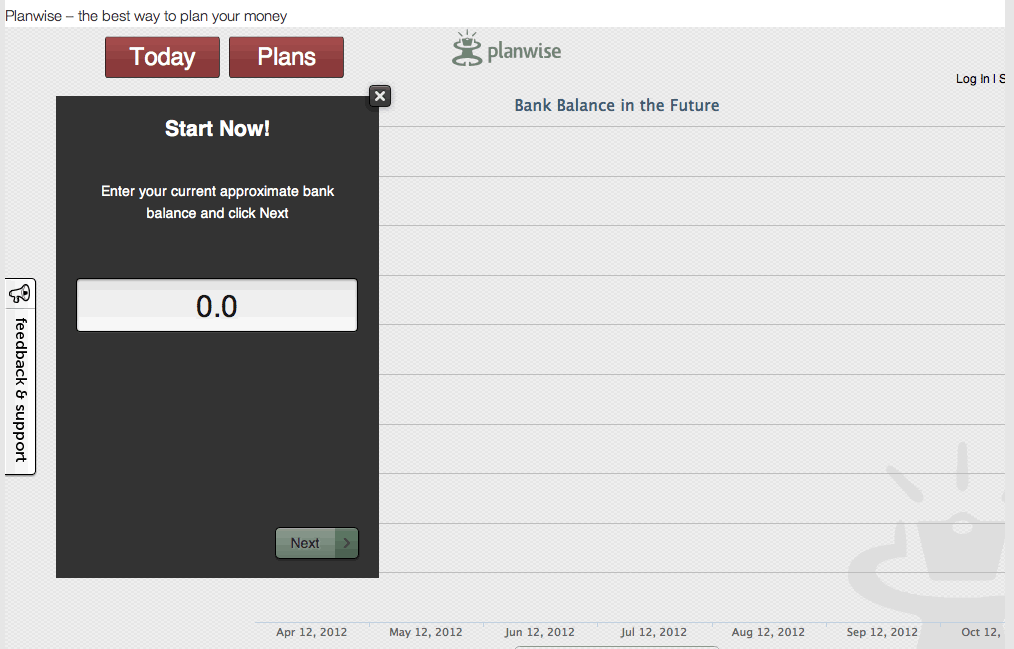 Planwise – the best way to plan your money
Today
Plans
planwise
Log In | S
Bank Balance in the Future
Start Now!
Enter your current approximate bank
balance and click Next
0.0
feedback & support
Next
Apr 12, 2012
May 12, 2012
Jun 12, 2012
Jul 12, 2012
Aug 12, 2012
Sep 12, 2012
Oct 12,